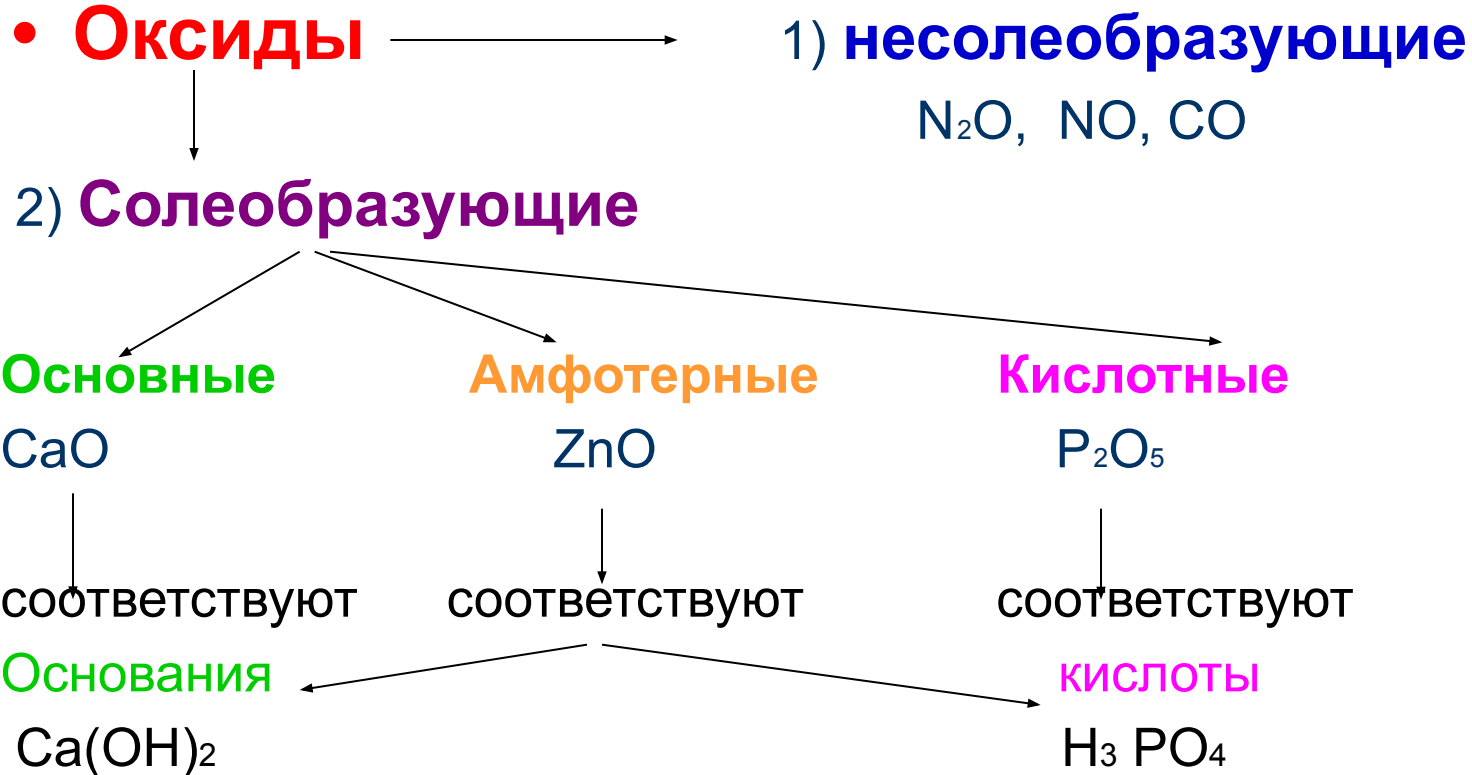 • Оксиды 1) несолеобразующие
N₂O, NO, CO
2) Солеобразующие
Основные Амфотерные Кислотные
CaO ZnO P₂O₅
соответствуют соответствуют соответствуют
Основания кислоты
Ca(OH)₂ H₃ PO₄